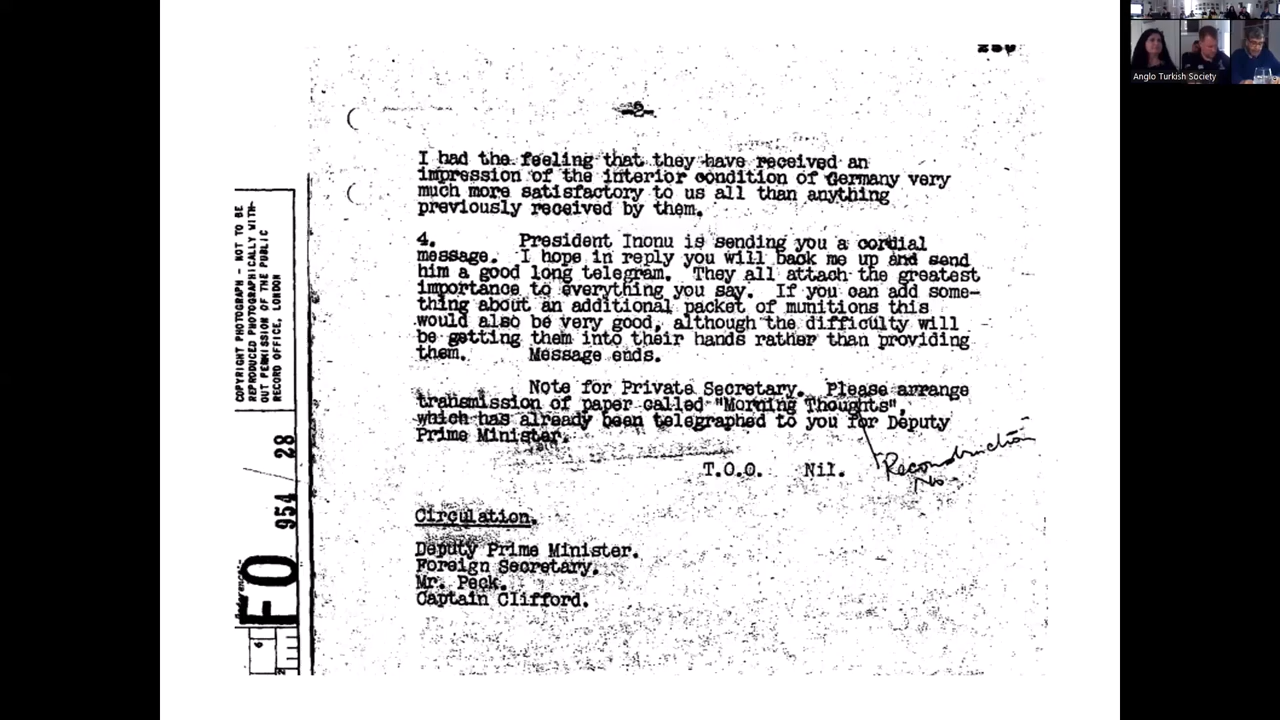 -2-
I had the feeling that they have received an
impression of the interior condition of Germany very
much more satisfactory to us all than anything
previously received by them.
4. President Inonu is sending you a cordial
message. I hope in reply you will back me up and send
him a good long telegram. They all attach the greatest
importance to everything you say. If you can add some-
thing about an additional packet of munitions this
would also be very good, although the difficulty will
be getting them into their hands rather than providing
them. Message ends.
Note for Private Secretary. Please arrange
transmission of paper called "Morning Thoughts",
which has already been telegraphed to you for Deputy
Prime Minister.
T.O.O. Nil.
Reconstruction
Circulation.
Deputy Prime Minister.
Foreign Secretary.
Mr. Peck.
Captain Clifford.
COPYRIGHT PHOTOGRAPH - NOT TO BE
REPRODUCED PHOTOGRAPHICALLY WITH-
OUT PERMISSION OF THE PUBLIC
RECORD OFFICE, LONDON
Reference:-
FO 954 28
Anglo Turkish Society